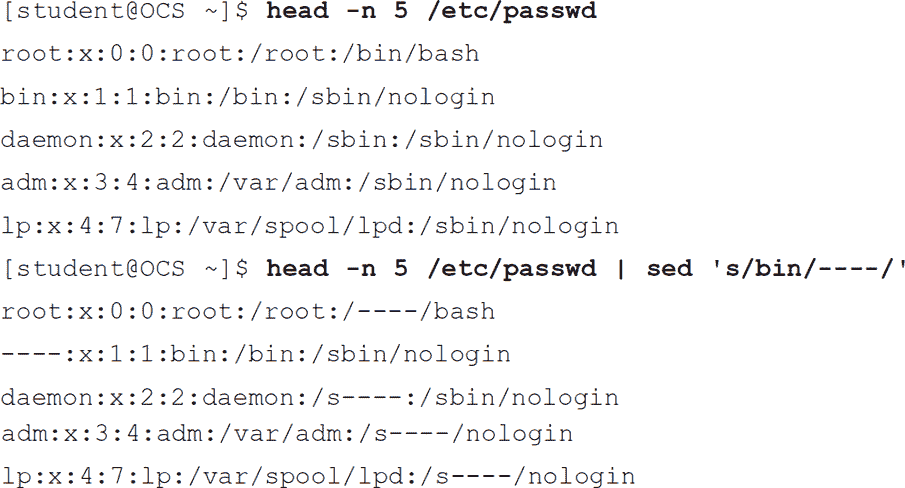 [student@OCS ~]$ head -n 5 /etc/passwd
root:x:0:0:root:/root:/bin/bash
bin:x:1:1:bin:/bin:/sbin/nologin
daemon:x:2:2:daemon:/sbin:/sbin/nologin
adm:x:3:4:adm:/var/adm:/sbin/nologin
lp:x:4:7:lp:/var/spool/lpd:/sbin/nologin
[student@OCS ~]$ head -n 5 /etc/passwd | sed 's/bin/----/'
root:x:0:0:root:/root:/----/bash
----:x:1:1:bin:/bin:/sbin/nologin
daemon:x:2:2:daemon:/s----:/sbin/nologin
adm:x:3:4:adm:/var/adm:/s----/nologin
lp:x:4:7:lp:/var/spool/lpd:/s----/nologin